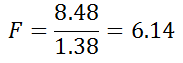 F = 8.48/1.38 = 6.14